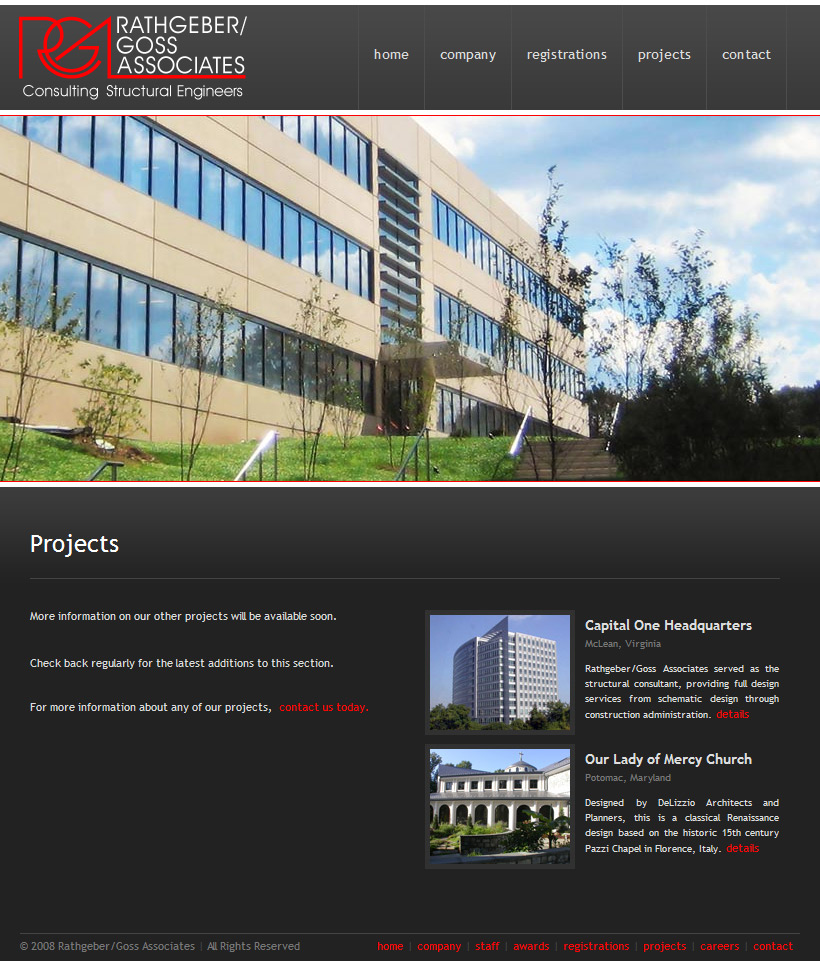 RATHGEBER/
GOSS
ASSOCIATES
Consulting Structural Engineers
home company registrations projects contact
Projects
More information on our other projects will be available soon.
Check back regularly for the latest additions to this section.
For more information about any of our projects, contact us today.
Capital One Headquarters
McLean, Virginia
Rathgeber/Goss Associates served as the
structural consultant, providing full design
services from schematic design through
construction administration. details
Our Lady of Mercy Church
Potomac, Maryland
Designed by DeLizzio Architects and
Planners, this is a classical Renaissance
design based on the historic 15th century
Pazzi Chapel in Florence, Italy. details
© 2008 Rathgeber/Goss Associates | All Rights Reserved
home | company | staff | awards | registrations | projects | careers | contact